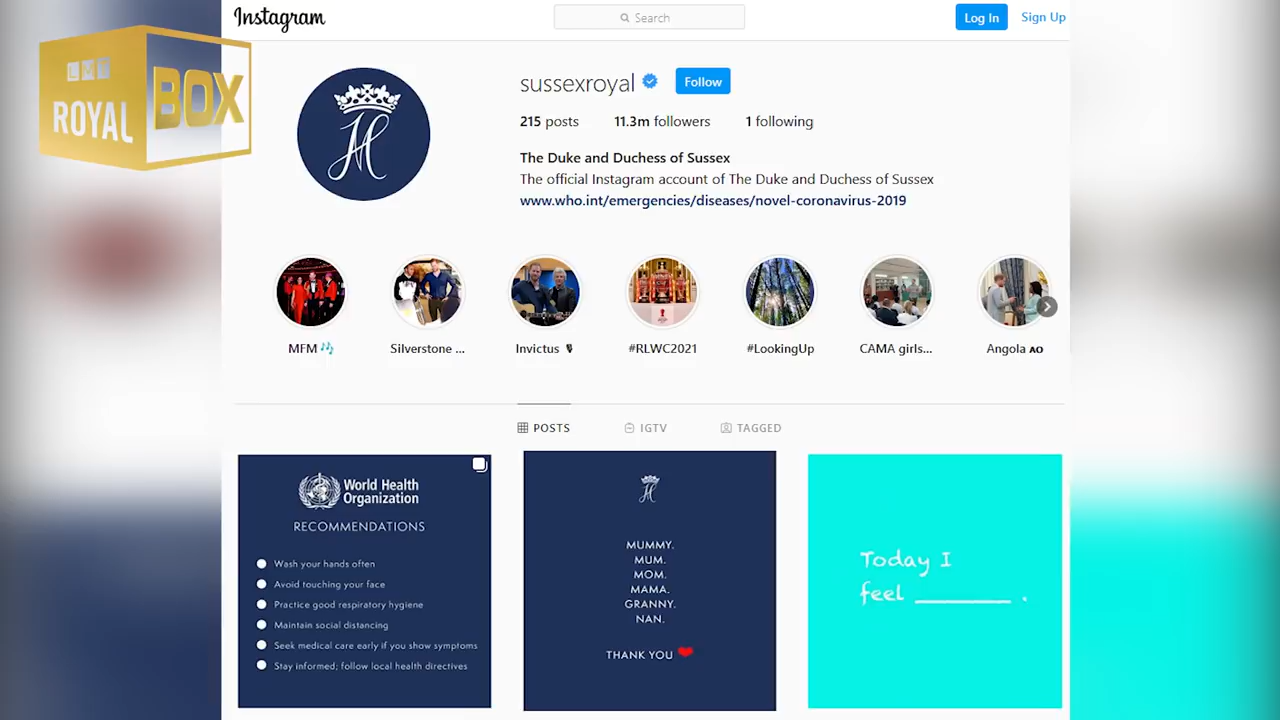 Instagram
Search
Log In
Sign Up
LMT
ROYAL
BOX
sussexroyal
Follow
215 posts
11.3m followers
1 following
The Duke and Duchess of Sussex
The official Instagram account of The Duke and Duchess of Sussex
www.who.int/emergencies/diseases/novel-coronavirus-2019
MFM 🎶
Silverstone ...
Invictus 🎙
#RLWC2021
#LookingUp
CAMA girls...
Angola AO
POSTS
IGTV
TAGGED
World Health
Organization
RECOMMENDATIONS
Wash your hands often
Avoid touching your face
Practice good respiratory hygiene
Maintain social distancing
Seek medical care early if you show symptoms
Stay informed; follow local health directives
MUMMY.
MUM.
MOM.
MAMA.
GRANNY.
NAN.
THANK YOU ❤
Today I
feel ________ .